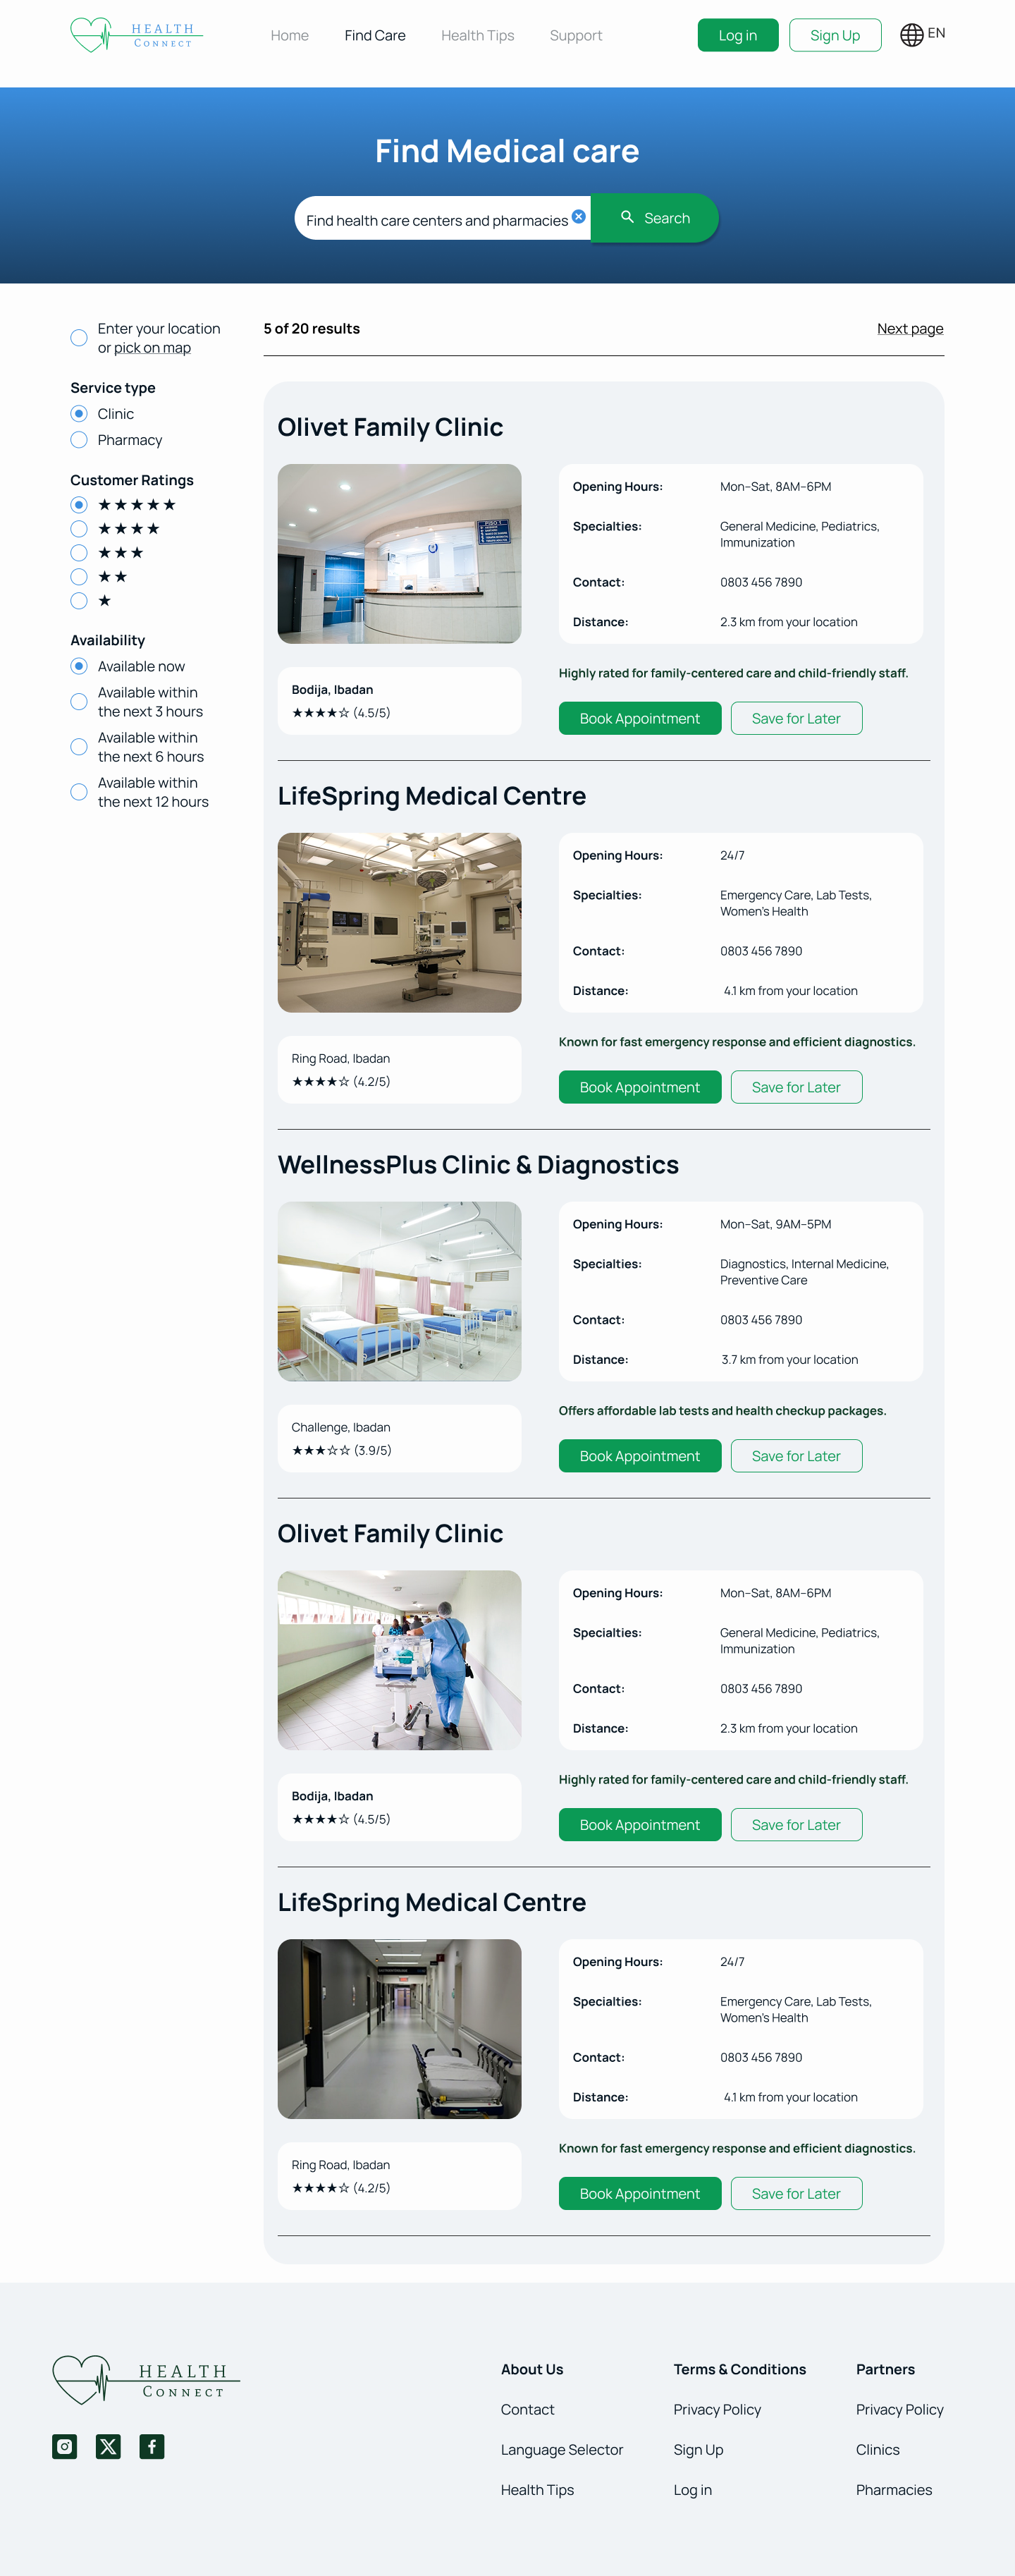 HEALTH
CONNECT
Home
Find Care
Health Tips
Support
Log in
Sign Up
EN
Find Medical care
Find health care centers and pharmacies
Search
Enter your location
or pick on map
Service type
Clinic
Pharmacy
Customer Ratings
★★★★★
★★★★
★★★
★★
★
Availability
Available now
Available within
the next 3 hours
Available within
the next 6 hours
Available within
the next 12 hours
5 of 20 results
Next page
Olivet Family Clinic
Opening Hours: Mon–Sat, 8AM–6PM
Specialties: General Medicine, Pediatrics,
Immunization
Contact: 0803 456 7890
Distance: 2.3 km from your location
Bodija, Ibadan
★★★★☆ (4.5/5)
Highly rated for family-centered care and child-friendly staff.
Book Appointment
Save for Later
LifeSpring Medical Centre
Opening Hours: 24/7
Specialties: Emergency Care, Lab Tests,
Women's Health
Contact: 0803 456 7890
Distance: 4.1 km from your location
Ring Road, Ibadan
★★★★☆ (4.2/5)
Known for fast emergency response and efficient diagnostics.
Book Appointment
Save for Later
WellnessPlus Clinic & Diagnostics
Opening Hours: Mon–Sat, 9AM–5PM
Specialties: Diagnostics, Internal Medicine,
Preventive Care
Contact: 0803 456 7890
Distance: 3.7 km from your location
Challenge, Ibadan
★★★☆☆ (3.9/5)
Offers affordable lab tests and health checkup packages.
Book Appointment
Save for Later
Olivet Family Clinic
Opening Hours: Mon–Sat, 8AM–6PM
Specialties: General Medicine, Pediatrics,
Immunization
Contact: 0803 456 7890
Distance: 2.3 km from your location
Bodija, Ibadan
★★★★☆ (4.5/5)
Highly rated for family-centered care and child-friendly staff.
Book Appointment
Save for Later
LifeSpring Medical Centre
Opening Hours: 24/7
Specialties: Emergency Care, Lab Tests,
Women's Health
Contact: 0803 456 7890
Distance: 4.1 km from your location
Ring Road, Ibadan
★★★★☆ (4.2/5)
Known for fast emergency response and efficient diagnostics.
Book Appointment
Save for Later
HEALTH
CONNECT
About Us
Contact
Language Selector
Health Tips
Terms & Conditions
Privacy Policy
Sign Up
Log in
Partners
Privacy Policy
Clinics
Pharmacies